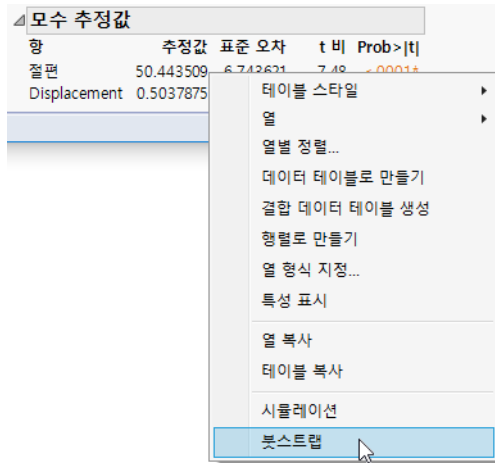 모수 추정값
항 추정값 표준 오차 t 비 Prob>|t|
절편 50.443509 6.743621 7.48 <.0001*
Displacement 0.5037875
테이블 스타일
열
열별 정렬...
데이터 테이블로 만들기
결합 데이터 테이블 생성
행렬로 만들기
열 형식 지정...
특성 표시
열 복사
테이블 복사
시뮬레이션
붓스트랩